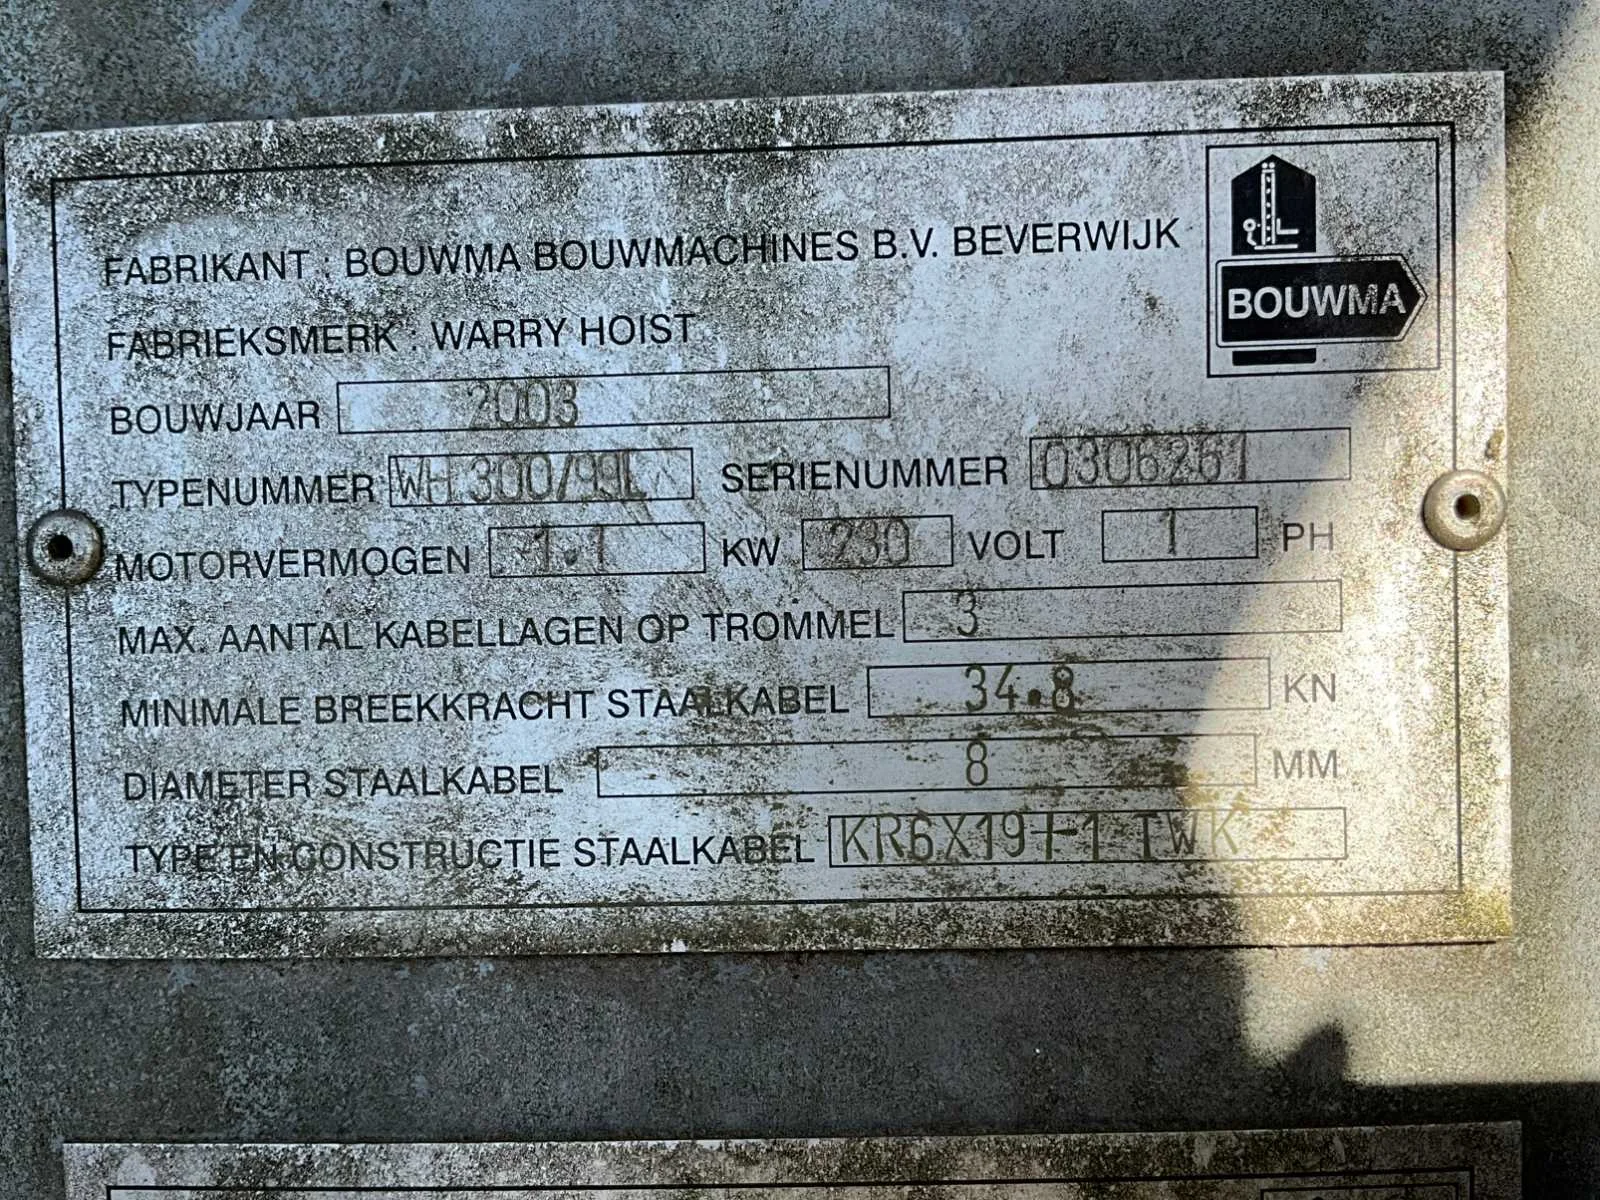 FABRIKANT : BOUWMA BOUWMACHINES B.V. BEVERWIJK
BOUWMA
FABRIEKSMERK : WARRY HOIST
BOUWJAAR 2003
TYPENUMMER WH 300/99L SERIENUMMER 0306261
MOTORVERMOGEN 1.1 KW 230 VOLT 1 PH
MAX. AANTAL KABELLAGEN OP TROMMEL 3
MINIMALE BREEKKRACHT STAALKABEL 34.8 KN
DIAMETER STAALKABEL 8 MM
TYPE EN CONSTRUCTIE STAALKABEL KR6X19+1 TWK